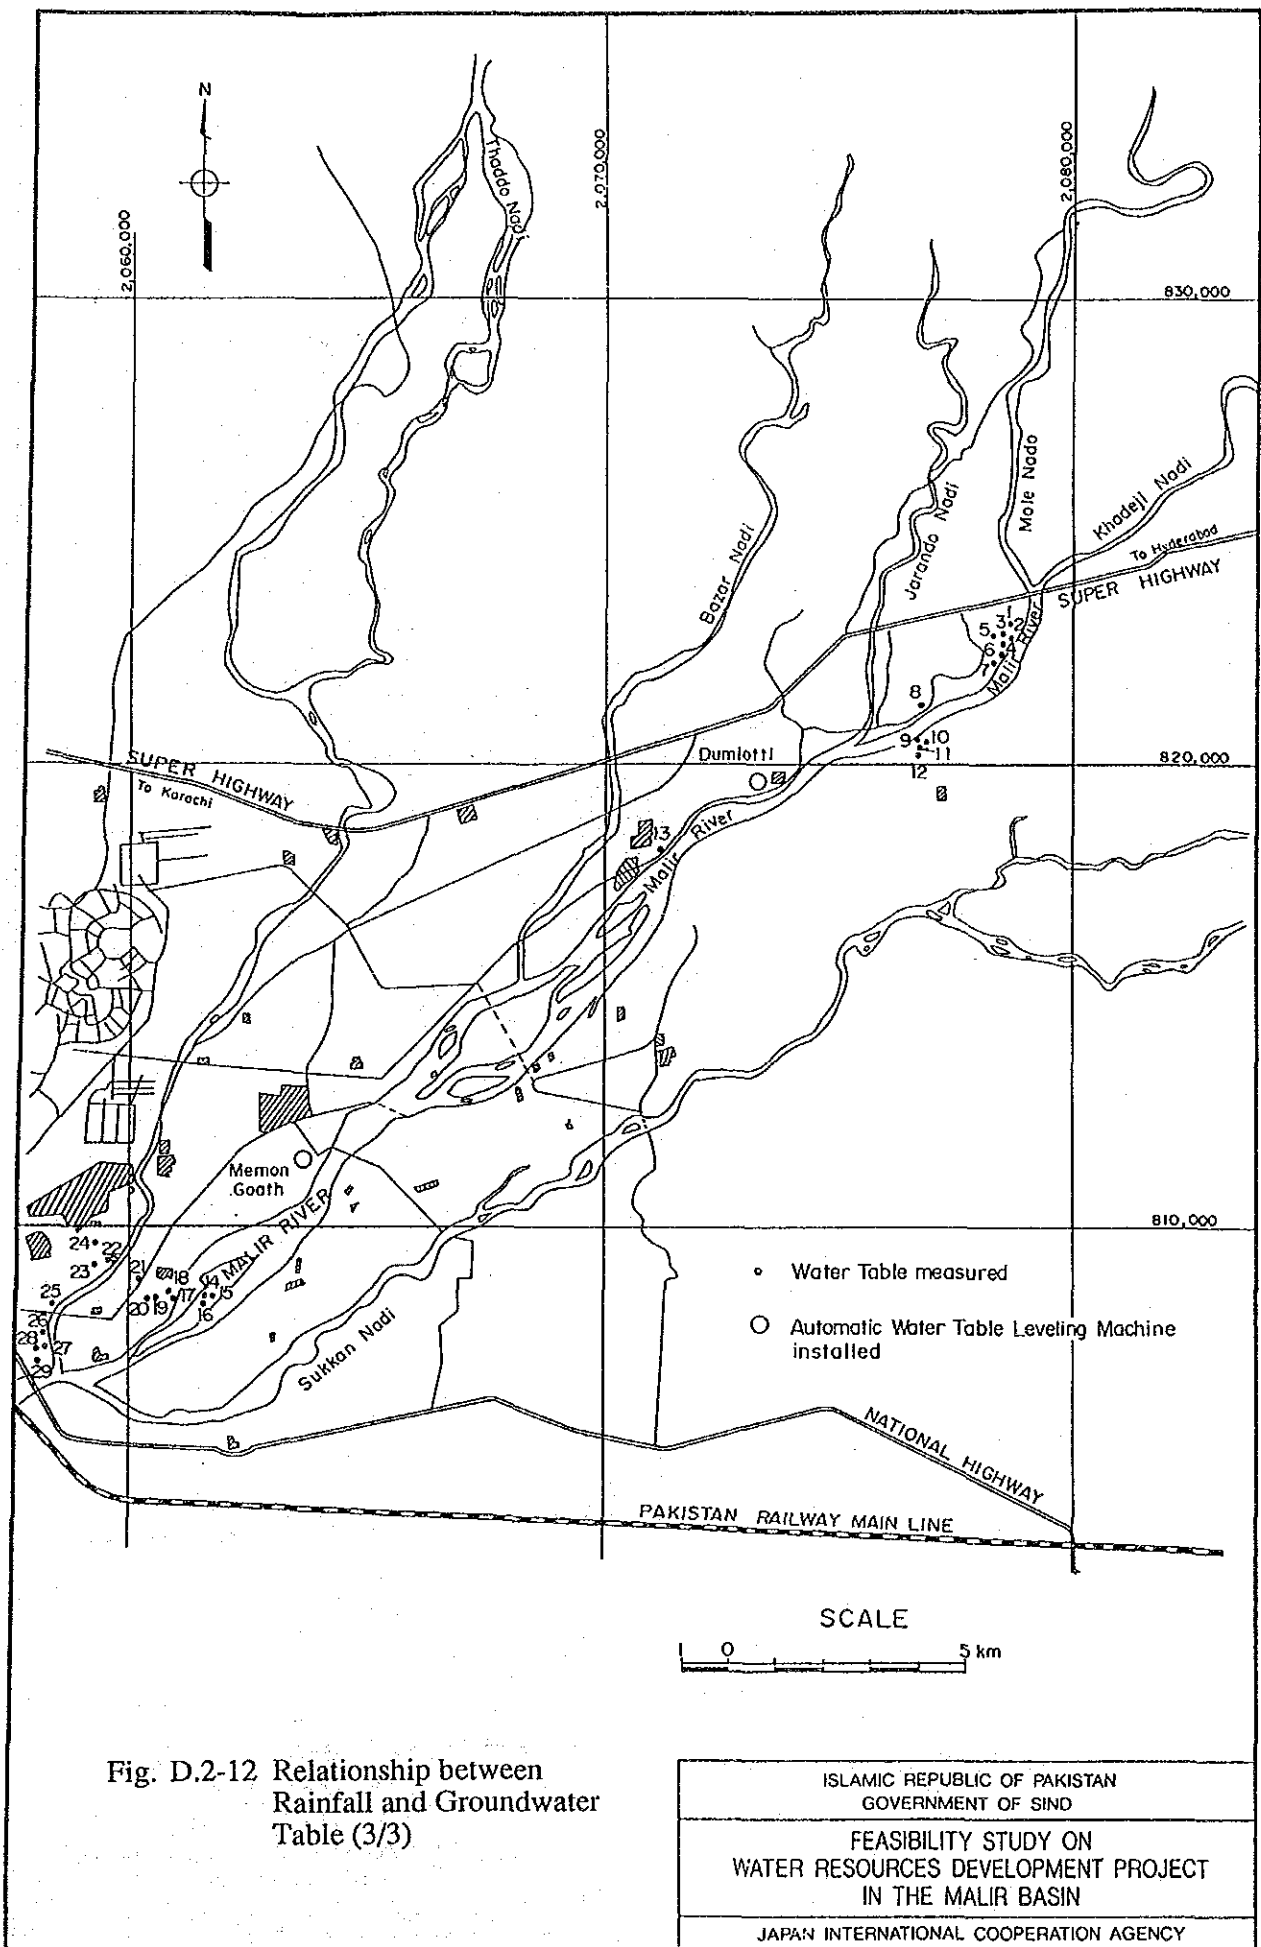 N
2,060,000
2,070,000
2,080,000
Thaddo Nadi
830,000
Mole Nado
Khadeji Nadi
Bazar Nadi
Jarando Nadi
To Hyderabad
SUPER HIGHWAY
1
2
3
4
5
6
7
Malir River
8
9
10
11
12
Dumlotti
820,000
SUPER HIGHWAY
To Karachi
13
Malir River
Memon
Goath
MALIR RIVER
810,000
24
22
23
21
18
14
15
25
20
19
17
16
26
28
27
29
Sukkan Nadi
Water Table measured
Automatic Water Table Leveling Machine
installed
NATIONAL HIGHWAY
PAKISTAN RAILWAY MAIN LINE
SCALE
1 0 5 km
Fig. D.2-12 Relationship between
Rainfall and Groundwater
Table (3/3)
ISLAMIC REPUBLIC OF PAKISTAN
GOVERNMENT OF SIND
FEASIBILITY STUDY ON
WATER RESOURCES DEVELOPMENT PROJECT
IN THE MALIR BASIN
JAPAN INTERNATIONAL COOPERATION AGENCY